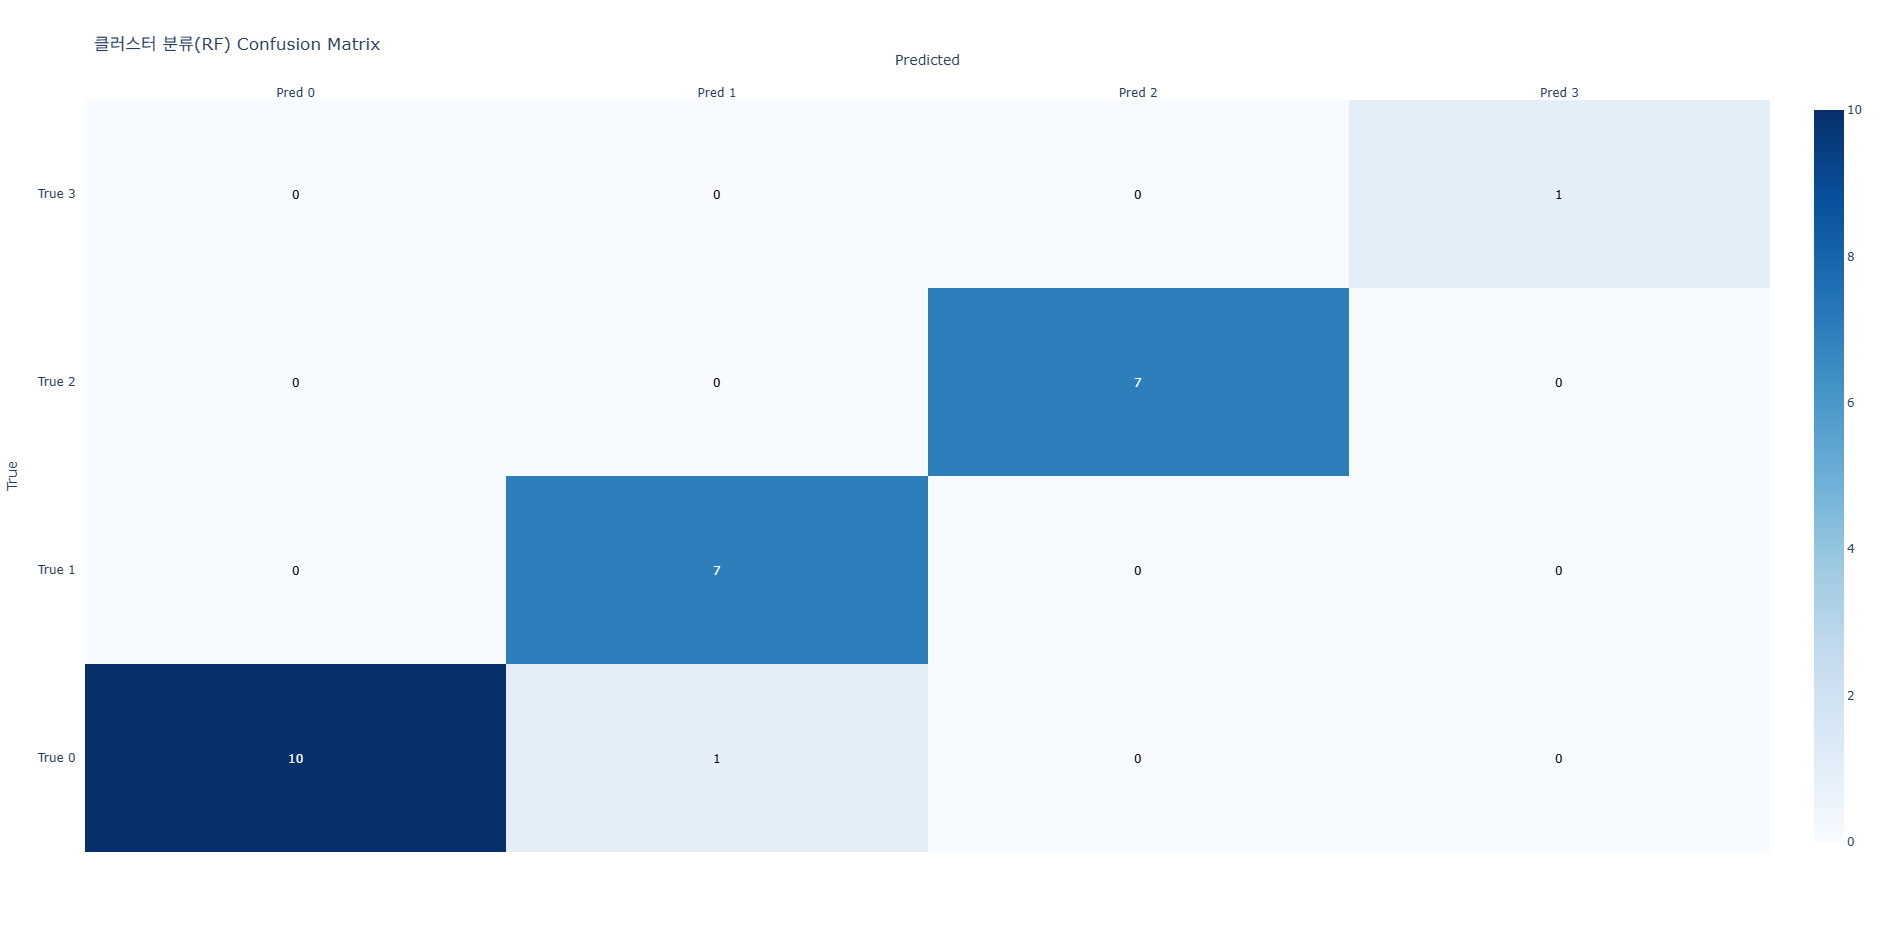 클러스터 분류(RF) Confusion Matrix
Predicted
Pred 0 Pred 1 Pred 2 Pred 3
True 3 0 0 0 1
True 2 0 0 7 0
True 1 0 7 0 0
True 0 10 1 0 0
True
10
8
6
4
2
0